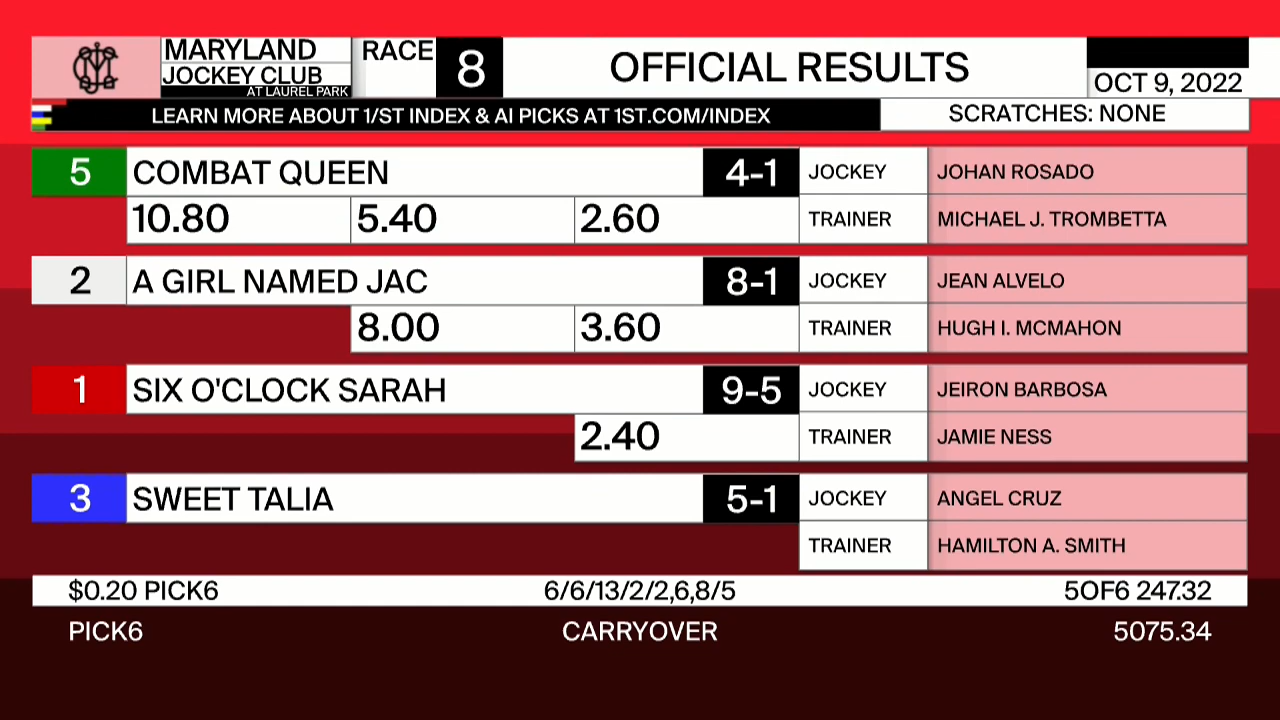 MARYLAND
JOCKEY CLUB
AT LAUREL PARK
RACE 8
OFFICIAL RESULTS
OCT 9, 2022
LEARN MORE ABOUT 1/ST INDEX & AI PICKS AT 1ST.COM/INDEX
SCRATCHES: NONE
5 COMBAT QUEEN 4-1 JOCKEY JOHAN ROSADO
10.80 5.40 2.60 TRAINER MICHAEL J. TROMBETTA
2 A GIRL NAMED JAC 8-1 JOCKEY JEAN ALVELO
8.00 3.60 TRAINER HUGH I. MCMAHON
1 SIX O'CLOCK SARAH 9-5 JOCKEY JEIRON BARBOSA
2.40 TRAINER JAMIE NESS
3 SWEET TALIA 5-1 JOCKEY ANGEL CRUZ
TRAINER HAMILTON A. SMITH
$0.20 PICK6 6/6/13/2/2,6,8/5 5OF6 247.32
PICK6 CARRYOVER 5075.34